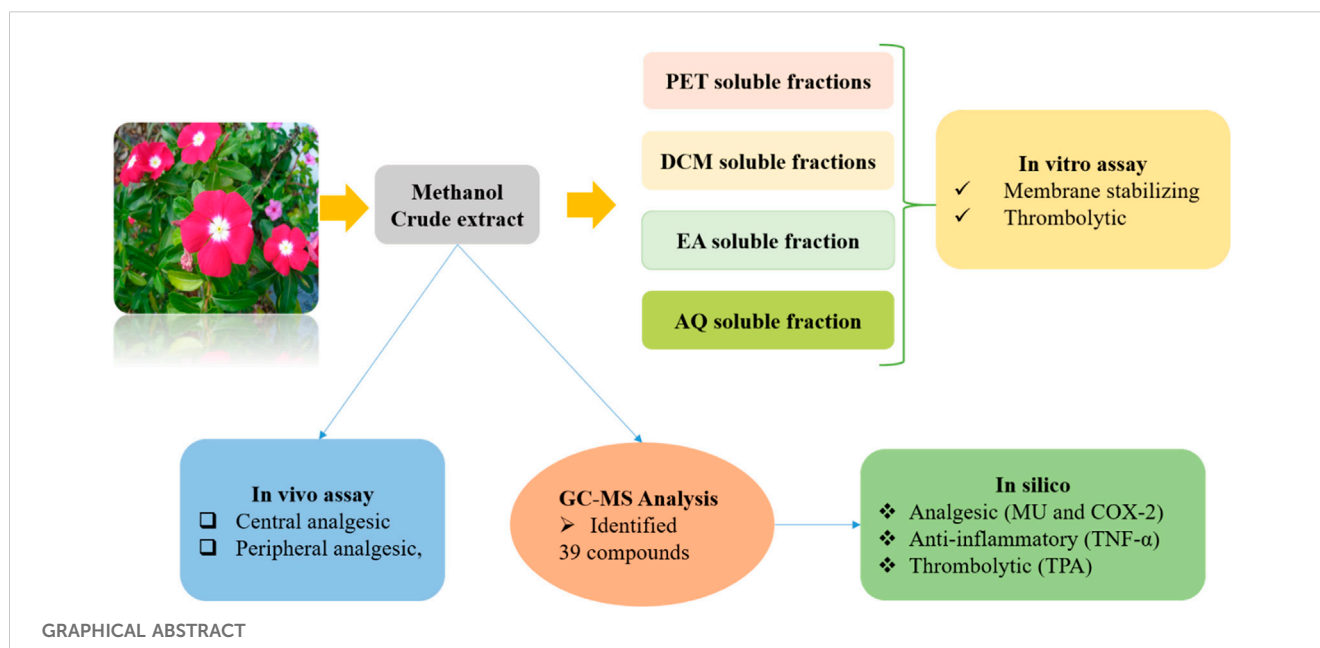 Methanol
Crude extract
PET soluble fractions
DCM soluble fractions
EA soluble fraction
AQ soluble fraction
In vitro assay
✓ Membrane stabilizing
✓ Thrombolytic
In vivo assay
❑ Central analgesic
❑ Peripheral analgesic,
GC-MS Analysis
➢ Identified
39 compounds
In silico
❖ Analgesic (MU and COX-2)
❖ Anti-inflammatory (TNF-α)
❖ Thrombolytic (TPA)
GRAPHICAL ABSTRACT